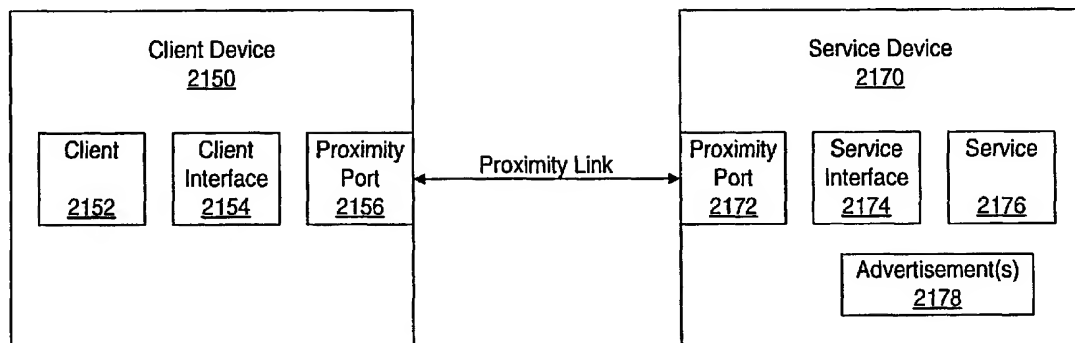 Client Device
2150
Service Device
2170
Client
2152
Client
Interface
2154
Proximity
Port
2156
Proximity Link
Proximity
Port
2172
Service
Interface
2174
Service
2176
Advertisement(s)
2178